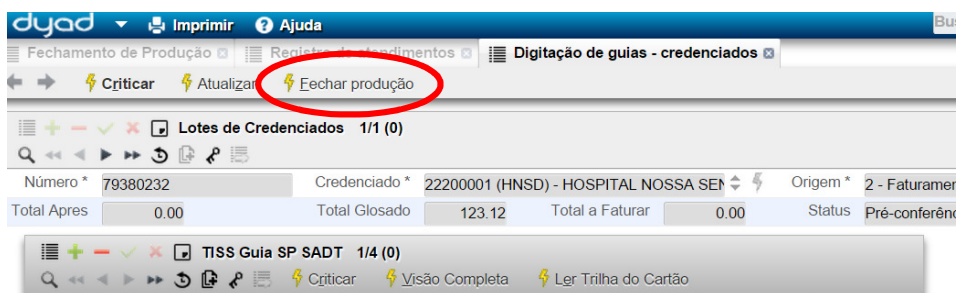 dyad Imprimir Ajuda
Fechamento de Produção Registro de atendimentos Digitação de guias - credenciados
Criticar Atualizar Fechar produção
Lotes de Credenciados 1/1 (0)
Número * 79380232 Credenciado * 22200001 (HNSD) - HOSPITAL NOSSA SEN Origem * 2 - Faturamen
Total Apres 0.00 Total Glosado 123.12 Total a Faturar 0.00 Status Pré-conferênc
TISS Guia SP SADT 1/4 (0)
Criticar Visão Completa Ler Trilha do Cartão